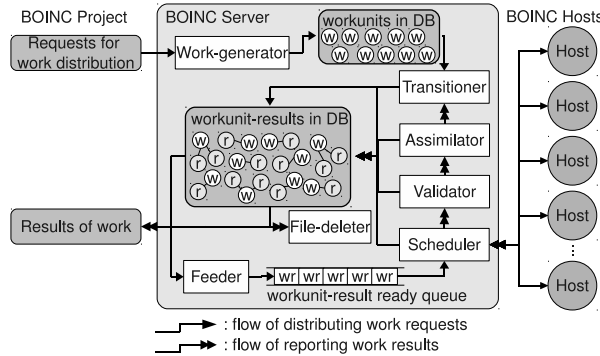 BOINC Project
BOINC Server
BOINC Hosts
Requests for
work distribution
Work-generator
workunits in DB
w w w w w
w w w w w
Host
Transitioner
workunit-results in DB
w r r w r
r r w r w r
w r w r
r r w w r
Host
Assimilator
Host
Validator
Results of work
File-deleter
Scheduler
Host
Feeder
wr wr wr wr wr
workunit-result ready queue
Host
: flow of distributing work requests
: flow of reporting work results